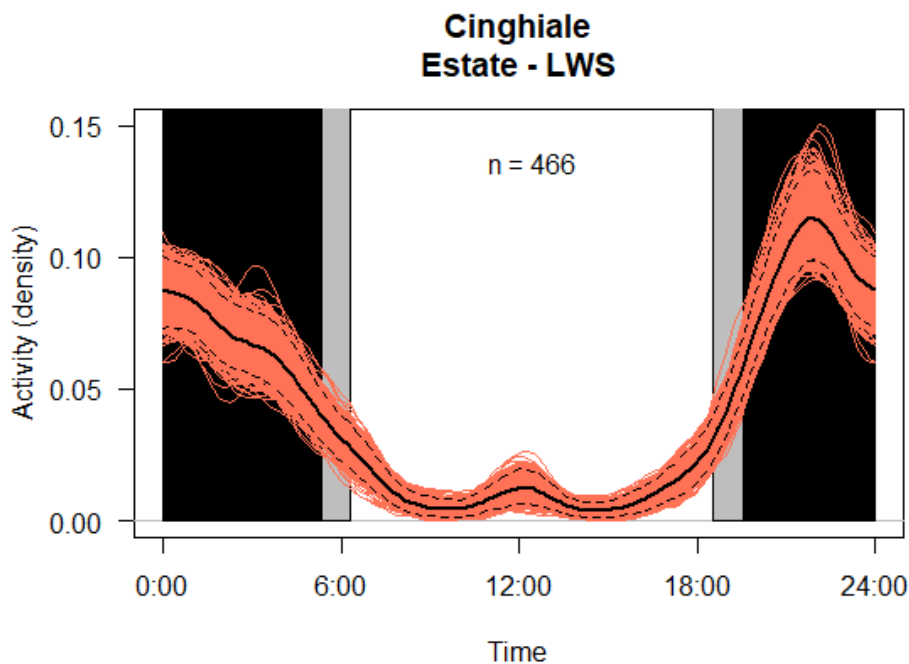 Cinghiale
Estate - LWS
n = 466
Activity (density)
0.15
0.10
0.05
0.00
0:00 6:00 12:00 18:00 24:00
Time